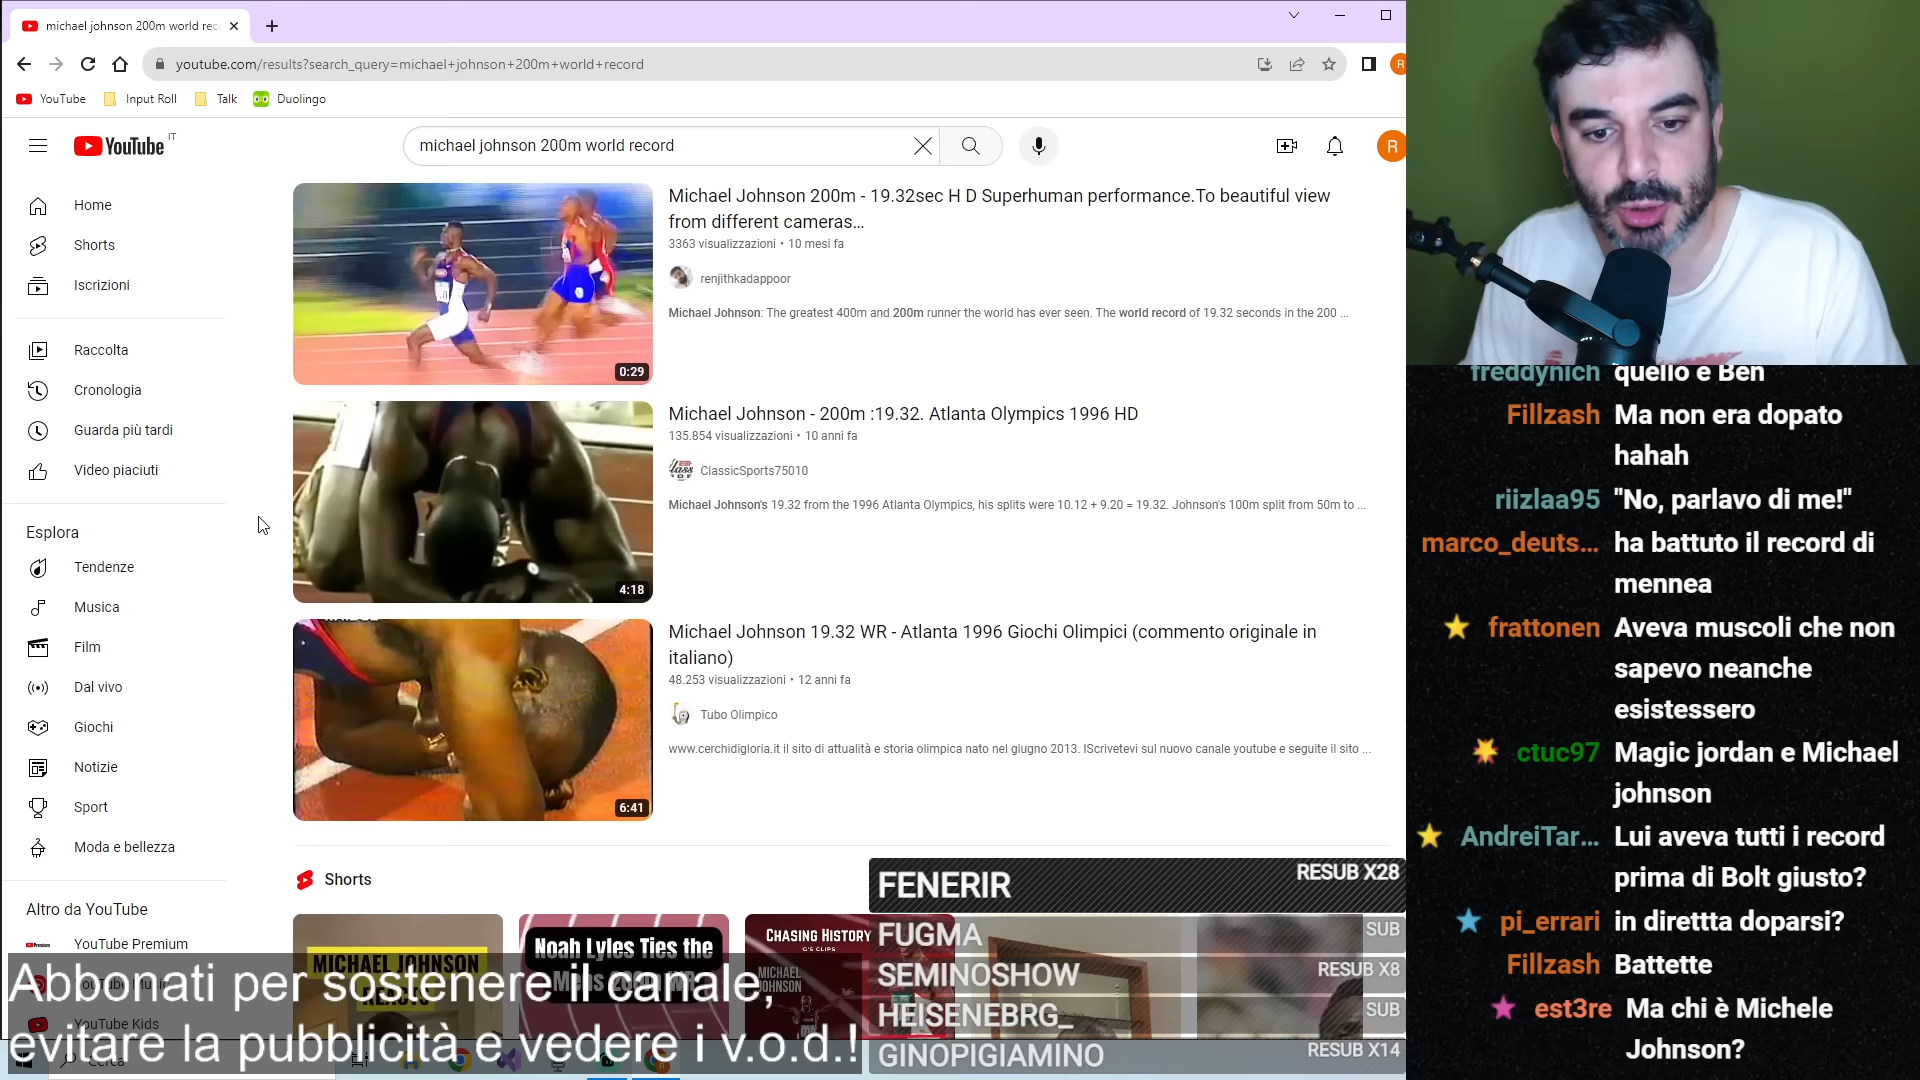 michael johnson 200m world rec
youtube.com/results?search_query=michael+johnson+200m+world+record
R
YouTube
Input Roll
Talk
Duolingo
YouTube IT
michael johnson 200m world record
R
Home
Shorts
Iscrizioni
Raccolta
Cronologia
Guarda più tardi
Video piaciuti
Esplora
Tendenze
Musica
Film
Dal vivo
Giochi
Notizie
Sport
Moda e bellezza
Altro da YouTube
YouTube Premium
YouTube Kids
Cerca
0:29
Michael Johnson 200m - 19.32sec H D Superhuman performance.To beautiful view
from different cameras...
3363 visualizzazioni • 10 mesi fa
renjithkadappoor
Michael Johnson: The greatest 400m and 200m runner the world has ever seen. The world record of 19.32 seconds in the 200 ...
4:18
Michael Johnson - 200m :19.32. Atlanta Olympics 1996 HD
135.854 visualizzazioni • 10 anni fa
ClassicSports75010
Michael Johnson's 19.32 from the 1996 Atlanta Olympics, his splits were 10.12 + 9.20 = 19.32. Johnson's 100m split from 50m to ...
6:41
Michael Johnson 19.32 WR - Atlanta 1996 Giochi Olimpici (commento originale in
italiano)
48.253 visualizzazioni • 12 anni fa
Tubo Olimpico
www.cerchidigloria.it il sito di attualità e storia olimpica nato nel giugno 2013. IScrivetevi sul nuovo canale youtube e seguite il sito ...
Shorts
MICHAEL JOHNSON
Noah Lyles Ties the
CHASING HISTORY
G'S CLIPS
MICHAEL
JOHNSON
Abbonati per sostenere il canale,
evitare la pubblicità e vedere i v.o.d.!
FENERIR RESUB X28
FUGMA SUB
SEMINOSHOW RESUB X8
HEISENEBRG_ SUB
GINOPIGIAMINO RESUB X14
freddynich quello è Ben
Fillzash Ma non era dopato
hahah
riizlaa95 "No, parlavo di me!"
marco_deuts... ha battuto il record di
mennea
frattonen Aveva muscoli che non
sapevo neanche
esistessero
ctuc97 Magic jordan e Michael
johnson
AndreiTar... Lui aveva tutti i record
prima di Bolt giusto?
pi_errari in direttta doparsi?
Fillzash Battette
est3re Ma chi è Michele
Johnson?